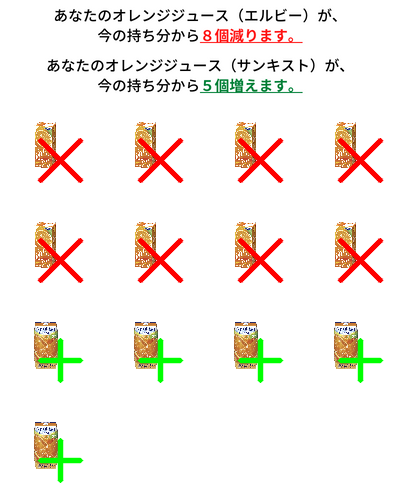 あなたのオレンジジュース（エルビー）が、
今の持ち分から８個減ります。
あなたのオレンジジュース（サンキスト）が、
今の持ち分から５個増えます。